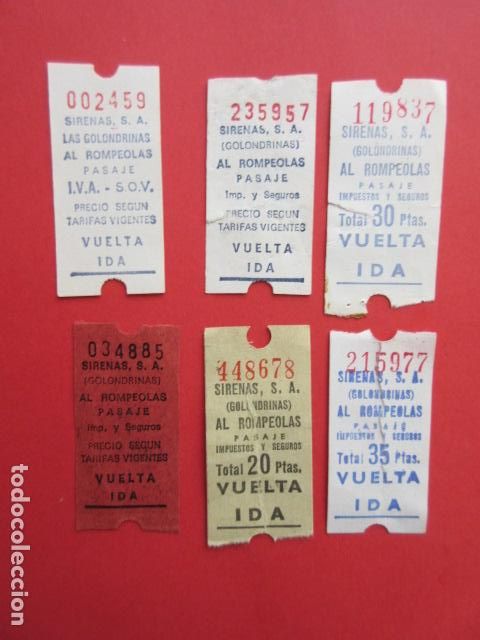 002459
SIRENAS, S. A.
LAS GOLONDRINAS
AL ROMPEOLAS
PASAJE
I.V.A. - S.O.V.
PRECIO SEGUN
TARIFAS VIGENTES
VUELTA
IDA
235957
SIRENAS, S. A.
(GOLONDRINAS)
AL ROMPEOLAS
PASAJE
Imp. y Seguros
PRECIO SEGUN
TARIFAS VIGENTES
VUELTA
IDA
119837
SIRENAS, S. A.
(GOLONDRINAS)
AL ROMPEOLAS
PASAJE
IMPUESTOS Y SEGUROS
Total 30 Ptas.
VUELTA
IDA
034885
SIRENAS, S. A.
(GOLONDRINAS)
AL ROMPEOLAS
PASAJE
Imp. y Seguros
PRECIO SEGUN
TARIFAS VIGENTES
VUELTA
IDA
448678
SIRENAS, S. A.
(GOLONDRINAS)
AL ROMPEOLAS
PASAJE
IMPUESTOS Y SEGUROS
Total 20 Ptas.
VUELTA
IDA
215977
SIRENAS, S. A.
(GOLONDRINAS)
AL ROMPEOLAS
PASAJE
IMPUESTOS Y SEGUROS
Total 35 Ptas.
VUELTA
IDA
todocoleccion.net